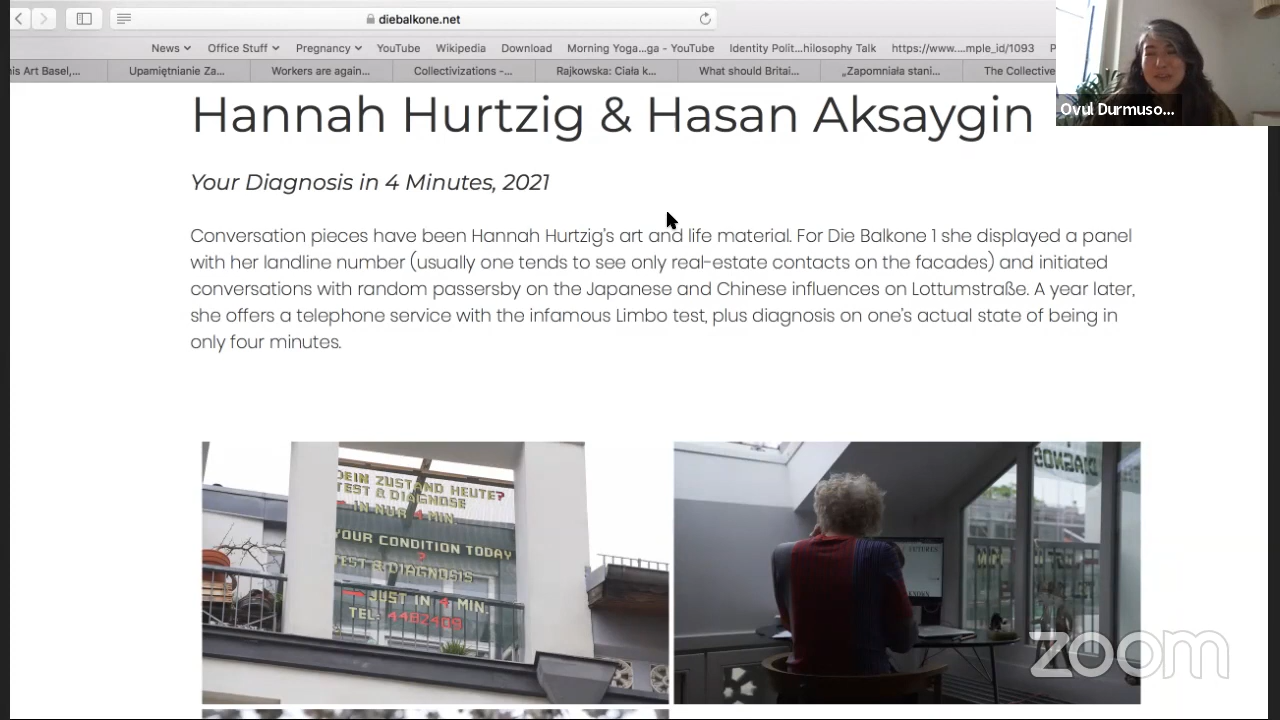 diebalkone.net
News Office Stuff Pregnancy YouTube Wikipedia Download Morning Yoga...ga - YouTube Identity Polit...hilosophy Talk https://www....mple_id/1093 P
is Art Basel,... Upamiętnianie Za... Workers are again... Collectivizations -... Rajkowska: Ciała k... What should Britai... „Zapomniała stani... The Collective
Ovul Durmuso...
Hannah Hurtzig & Hasan Aksaygin
Your Diagnosis in 4 Minutes, 2021
Conversation pieces have been Hannah Hurtzig's art and life material. For Die Balkone 1 she displayed a panel
with her landline number (usually one tends to see only real-estate contacts on the facades) and initiated
conversations with random passersby on the Japanese and Chinese influences on Lottumstraße. A year later,
she offers a telephone service with the infamous Limbo test, plus diagnosis on one's actual state of being in
only four minutes.
DEIN ZUSTAND HEUTE?
TEST & DIAGNOSE
IN NUR 4 MIN.
YOUR CONDITION TODAY
?
TEST & DIAGNOSIS
JUST IN 4 MIN.
TEL:
FUTURES
zoom